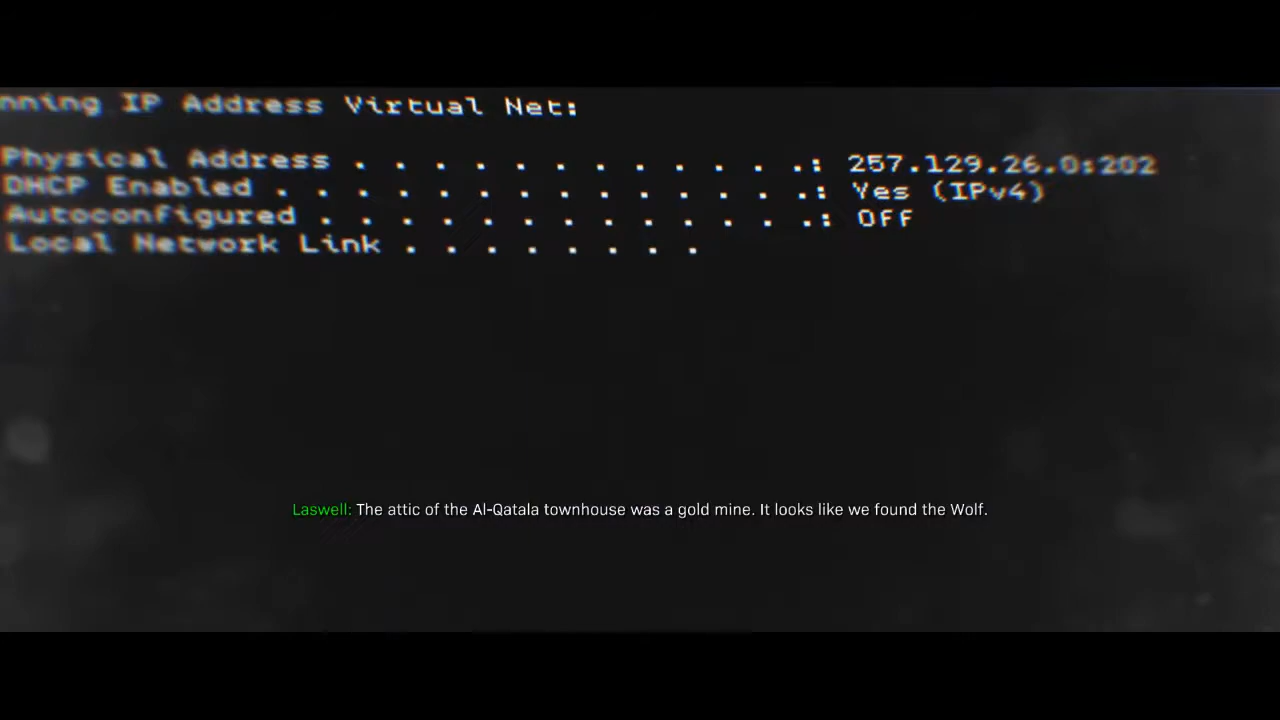 nning IP Address Virtual Net:
Physical Address . . . . . . . . . . . .: 257.129.26.0:202
DHCP Enabled . . . . . . . . . . . . . .: Yes (IPv4)
Autoconfigured . . . . . . . . . . . . .: Off
Local Network Link . . . . . . . .
Laswell: The attic of the Al-Qatala townhouse was a gold mine. It looks like we found the Wolf.